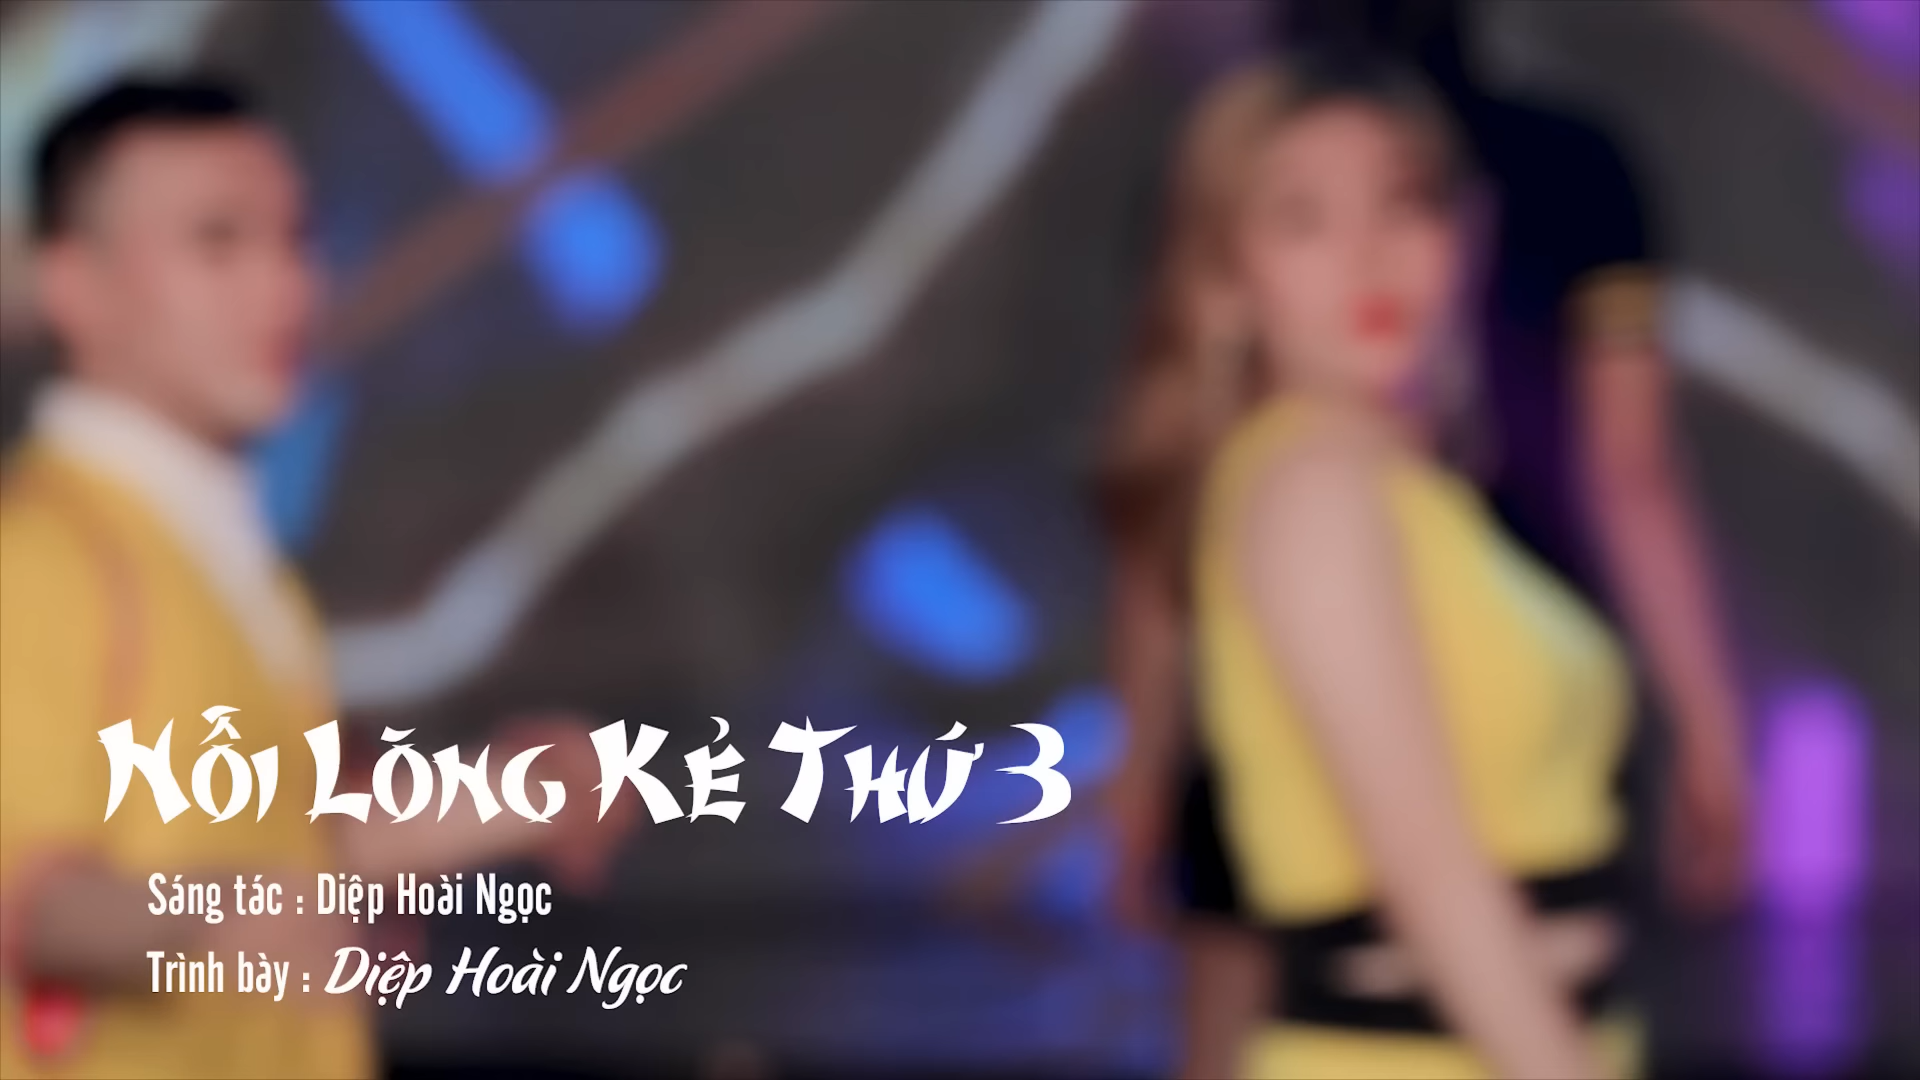 NỖI LÒNG KẺ THỨ 3
Sáng tác : Diệp Hoài Ngọc
Trình bày : Diệp Hoài Ngọc